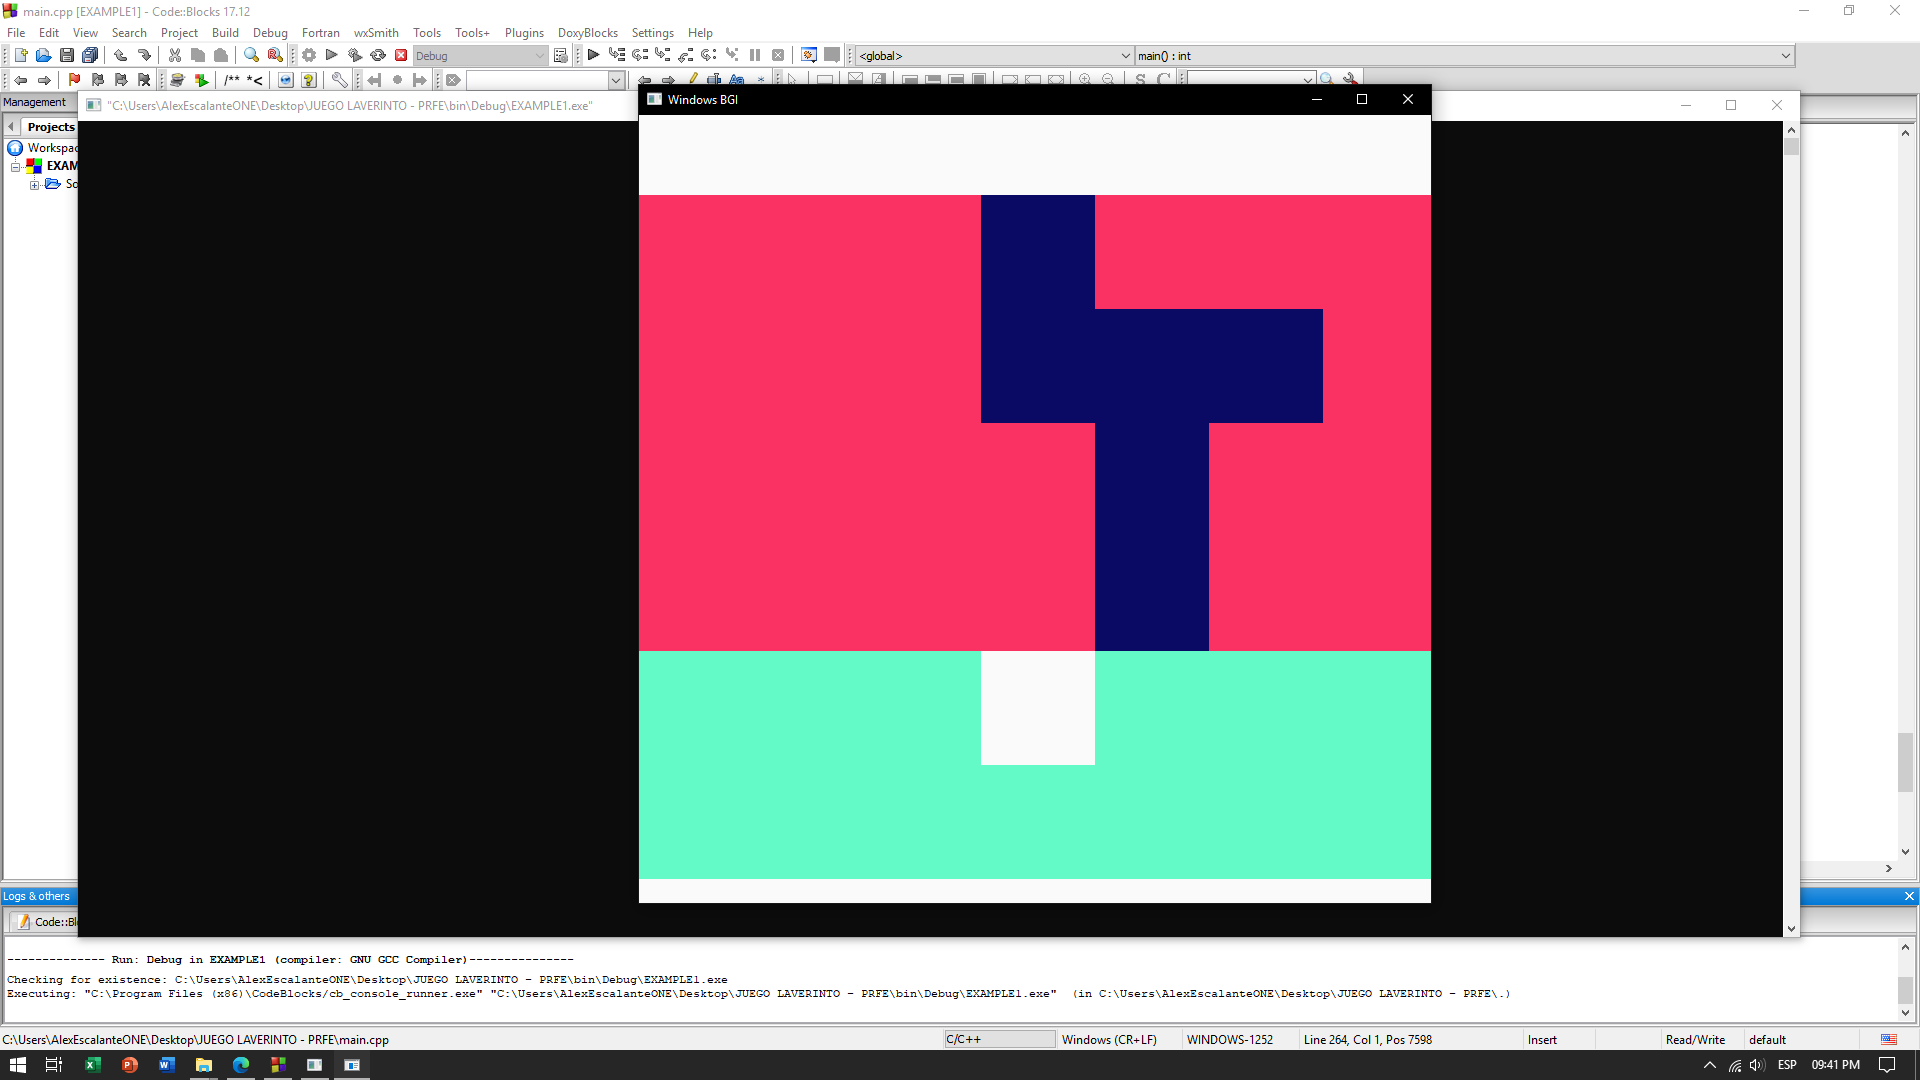 main.cpp [EXAMPLE1] - Code::Blocks 17.12
File Edit View Search Project Build Debug Fortran wxSmith Tools Tools+ Plugins DoxyBlocks Settings Help
Debug <global> main() : int
/** *<
Management
"C:\Users\AlexEscalanteONE\Desktop\JUEGO LAVERINTO - PRFE\bin\Debug\EXAMPLE1.exe"
Windows BGI
Projects
Workspac
EXAM
So
Logs & others
Code::Bl
-------------- Run: Debug in EXAMPLE1 (compiler: GNU GCC Compiler)---------------
Checking for existence: C:\Users\AlexEscalanteONE\Desktop\JUEGO LAVERINTO - PRFE\bin\Debug\EXAMPLE1.exe
Executing: "C:\Program Files (x86)\CodeBlocks/cb_console_runner.exe" "C:\Users\AlexEscalanteONE\Desktop\JUEGO LAVERINTO - PRFE\bin\Debug\EXAMPLE1.exe"  (in C:\Users\AlexEscalanteONE\Desktop\JUEGO LAVERINTO - PRFE\.)
C:\Users\AlexEscalanteONE\Desktop\JUEGO LAVERINTO - PRFE\main.cpp C/C++ Windows (CR+LF) WINDOWS-1252 Line 264, Col 1, Pos 7598 Insert Read/Write default
ESP 09:41 PM